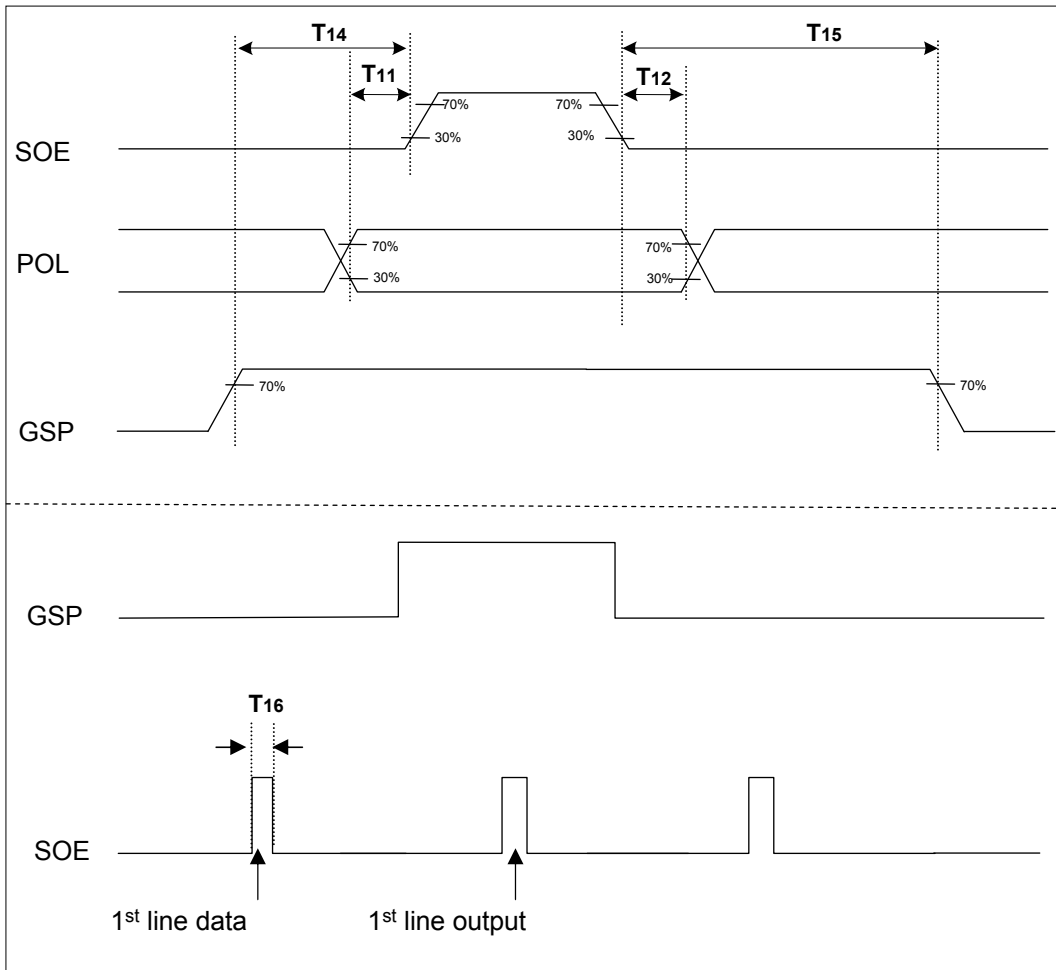 T14
T15
T11
T12
70%
70%
30%
30%
SOE
70%
70%
POL
30%
30%
70%
70%
GSP
GSP
T16
SOE
1st line data
1st line output